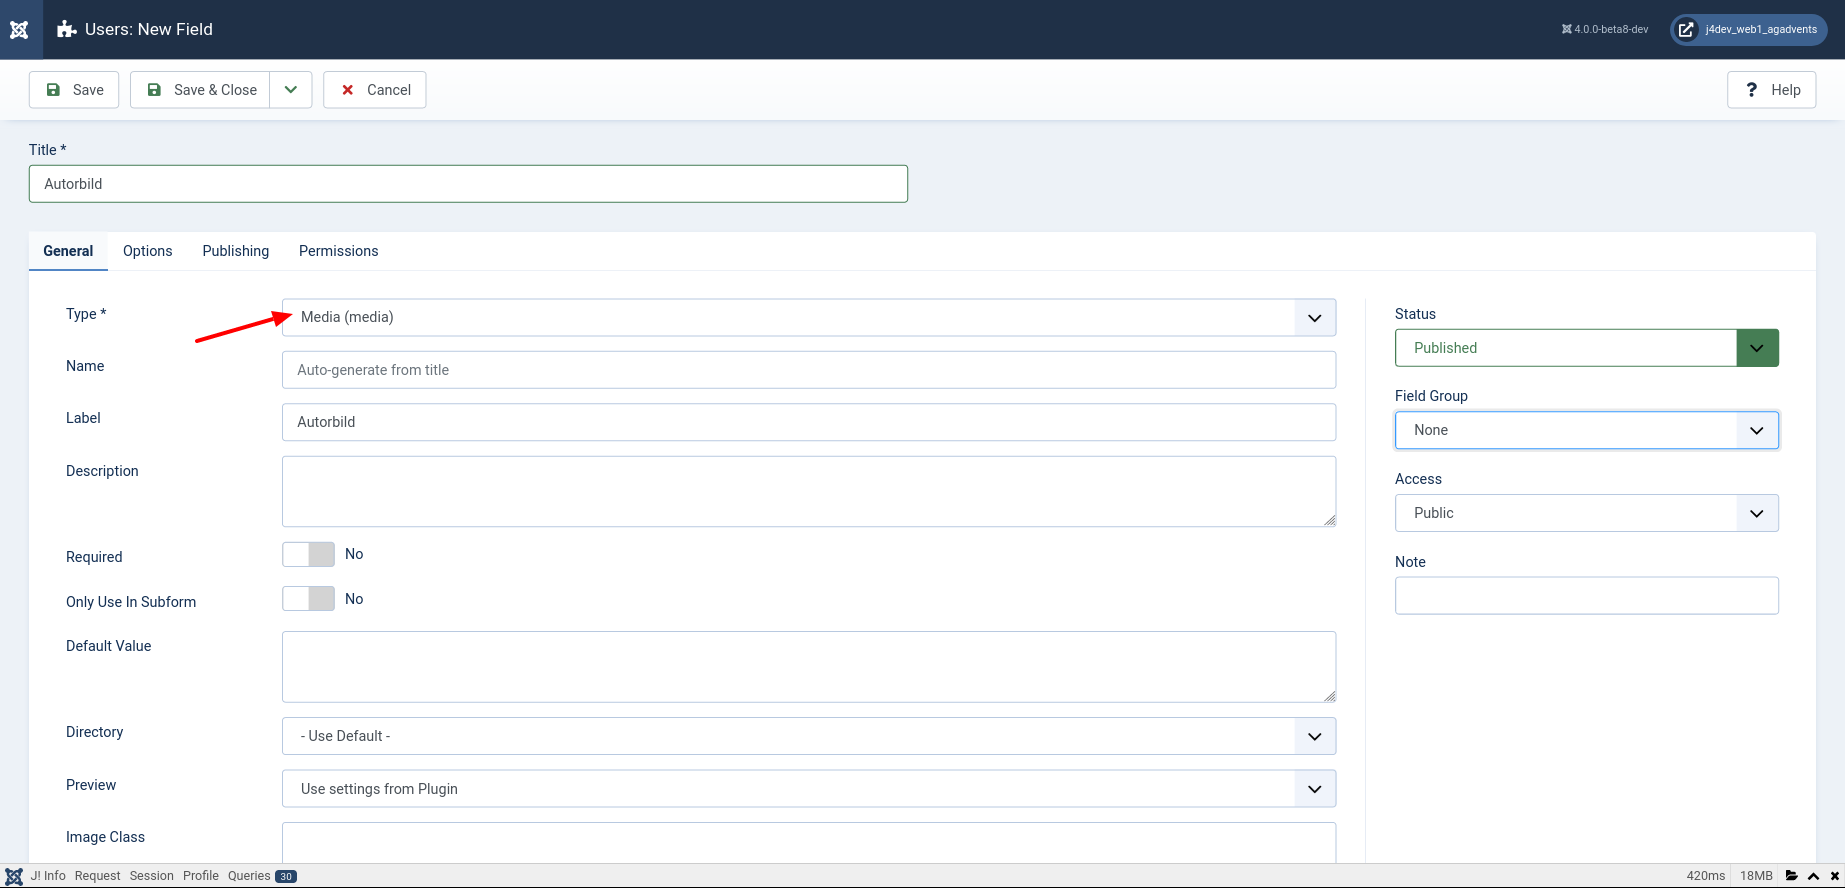 Users: New Field
4.0.0-beta8-dev
j4dev_web1_agadvents
Save
Save & Close
Cancel
? Help
Title *
Autorbild
General Options Publishing Permissions
Type *
Media (media)
Name
Auto-generate from title
Label
Autorbild
Description
Required
No
Only Use In Subform
No
Default Value
Directory
- Use Default -
Preview
Use settings from Plugin
Image Class
Status
Published
Field Group
None
Access
Public
Note
J! Info Request Session Profile Queries 30
420ms 18MB